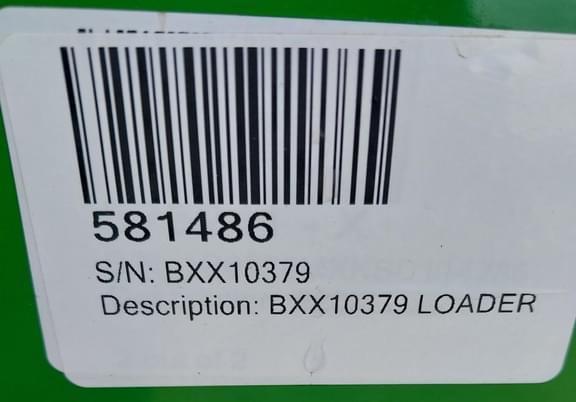 581486
S/N: BXX10379
Description: BXX10379 LOADER